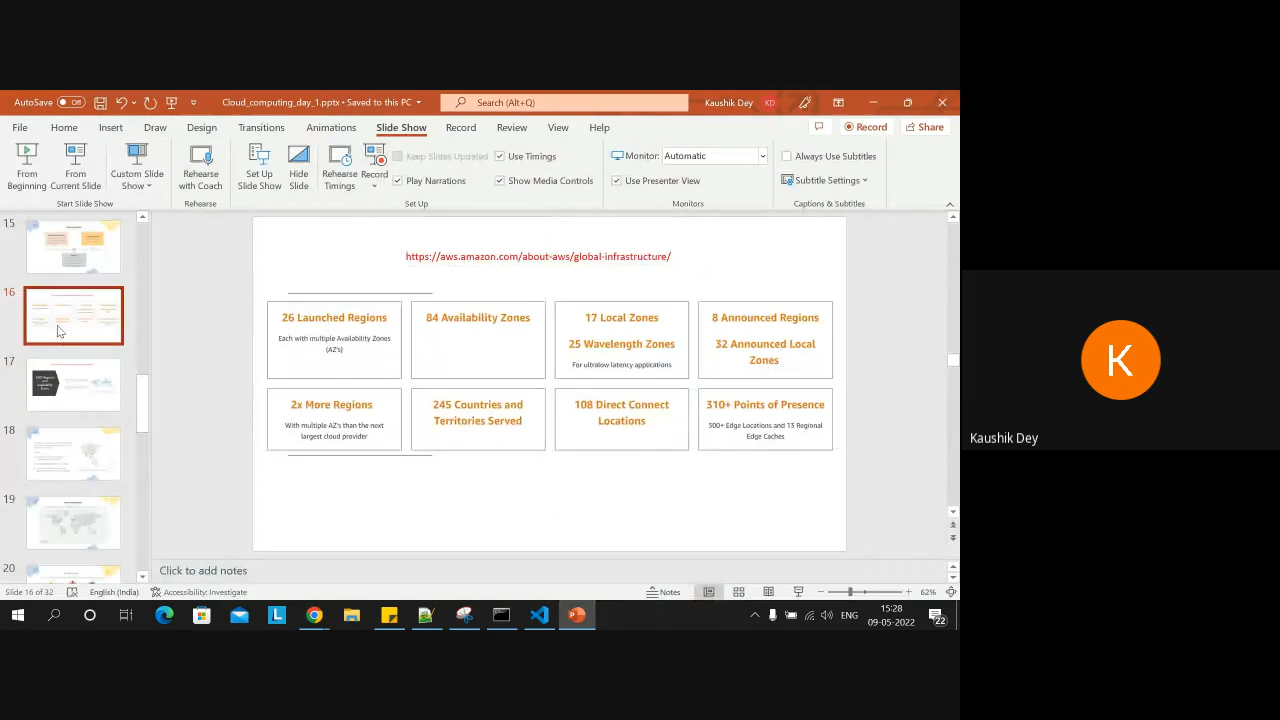 AutoSave Off Cloud_computing_day_1.pptx • Saved to this PC Search (Alt+Q) Kaushik Dey KD
File Home Insert Draw Design Transitions Animations Slide Show Record Review View Help Record Share
From Beginning
From Current Slide
Custom Slide Show
Rehearse with Coach
Set Up Slide Show
Hide Slide
Rehearse Timings
Record
Keep Slides Updated
Play Narrations
Use Timings
Show Media Controls
Monitor: Automatic
Use Presenter View
Always Use Subtitles
Subtitle Settings
Start Slide Show Rehearse Set Up Monitors Captions & Subtitles
15
16
17
18
19
20
https://aws.amazon.com/about-aws/global-infrastructure/
26 Launched Regions
Each with multiple Availability Zones
(AZ's)
84 Availability Zones
17 Local Zones
25 Wavelength Zones
For ultralow latency applications
8 Announced Regions
32 Announced Local
Zones
2x More Regions
With multiple AZ's than the next
largest cloud provider
245 Countries and
Territories Served
108 Direct Connect
Locations
310+ Points of Presence
300+ Edge Locations and 13 Regional
Edge Caches
Click to add notes
Slide 16 of 32 English (India) Accessibility: Investigate Notes 62%
ENG 15:28
09-05-2022 22
K
Kaushik Dey